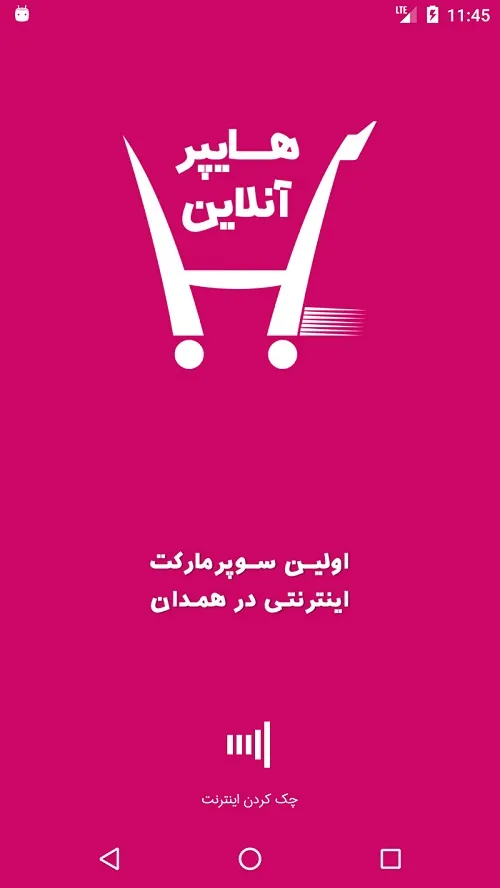 LTE 11:45
هایپر
آنلاین
اولین سوپرمارکت
اینترنتی در همدان
چک کردن اینترنت